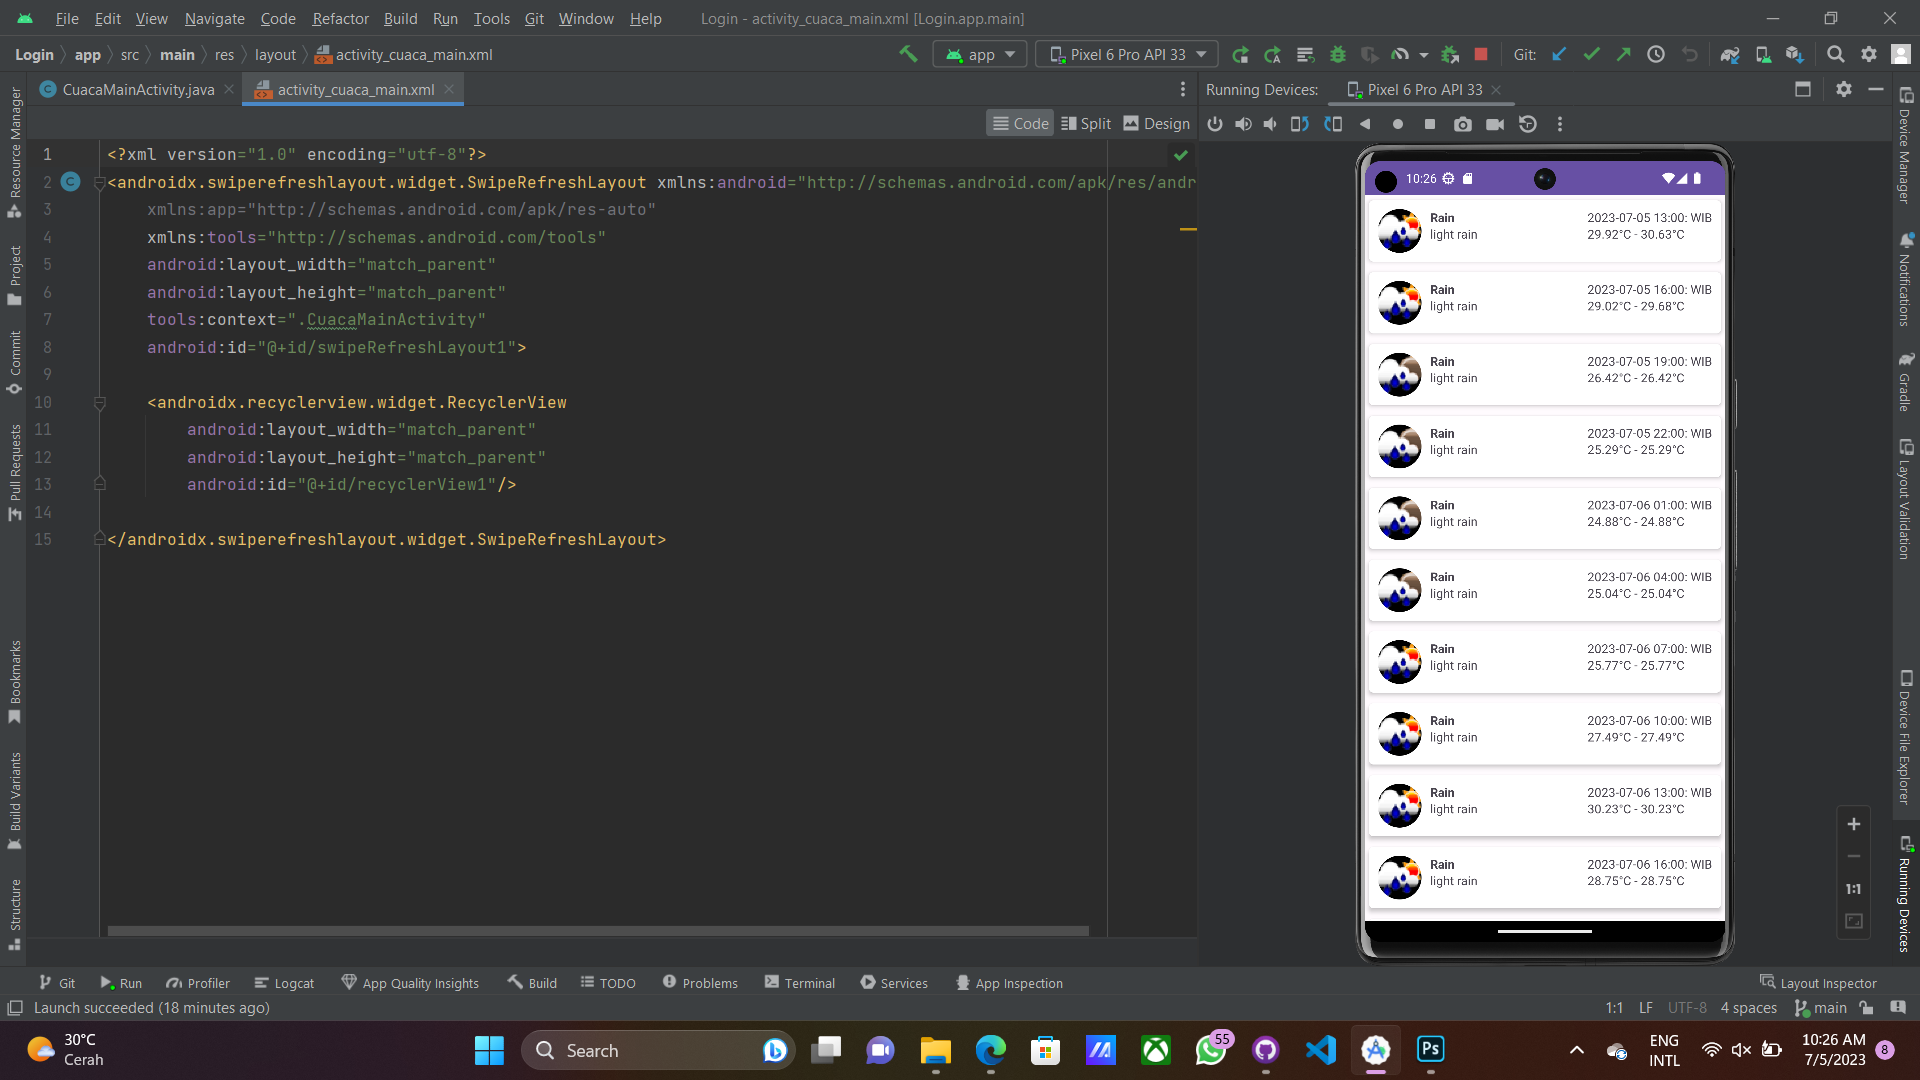 File Edit View Navigate Code Refactor Build Run Tools Git Window Help Login - activity_cuaca_main.xml [Login.app.main]
Login app src main res layout activity_cuaca_main.xml app Pixel 6 Pro API 33 Git:
CuacaMainActivity.java activity_cuaca_main.xml Running Devices: Pixel 6 Pro API 33
Code Split Design
1 <?xml version="1.0" encoding="utf-8"?>
2 <androidx.swiperefreshlayout.widget.SwipeRefreshLayout xmlns:android="http://schemas.android.com/apk/res/andr
3 xmlns:app="http://schemas.android.com/apk/res-auto"
4 xmlns:tools="http://schemas.android.com/tools"
5 android:layout_width="match_parent"
6 android:layout_height="match_parent"
7 tools:context=".CuacaMainActivity"
8 android:id="@+id/swipeRefreshLayout1">
9
10 <androidx.recyclerview.widget.RecyclerView
11 android:layout_width="match_parent"
12 android:layout_height="match_parent"
13 android:id="@+id/recyclerView1"/>
14
15 </androidx.swiperefreshlayout.widget.SwipeRefreshLayout>
Resource Manager
Project
Commit
Pull Requests
Bookmarks
Build Variants
Structure
10:26
Rain 2023-07-05 13:00: WIB
light rain 29.92°C - 30.63°C
Rain 2023-07-05 16:00: WIB
light rain 29.02°C - 29.68°C
Rain 2023-07-05 19:00: WIB
light rain 26.42°C - 26.42°C
Rain 2023-07-05 22:00: WIB
light rain 25.29°C - 25.29°C
Rain 2023-07-06 01:00: WIB
light rain 24.88°C - 24.88°C
Rain 2023-07-06 04:00: WIB
light rain 25.04°C - 25.04°C
Rain 2023-07-06 07:00: WIB
light rain 25.77°C - 25.77°C
Rain 2023-07-06 10:00: WIB
light rain 27.49°C - 27.49°C
Rain 2023-07-06 13:00: WIB
light rain 30.23°C - 30.23°C
Rain 2023-07-06 16:00: WIB
light rain 28.75°C - 28.75°C
1:1
Device Manager
Notifications
Gradle
Layout Validation
Device File Explorer
Running Devices
Git Run Profiler Logcat App Quality Insights Build TODO Problems Terminal Services App Inspection Layout Inspector
Launch succeeded (18 minutes ago) 1:1 LF UTF-8 4 spaces main
30°C
Cerah
Search
55
Ps
ENG
INTL
10:26 AM
7/5/2023
8